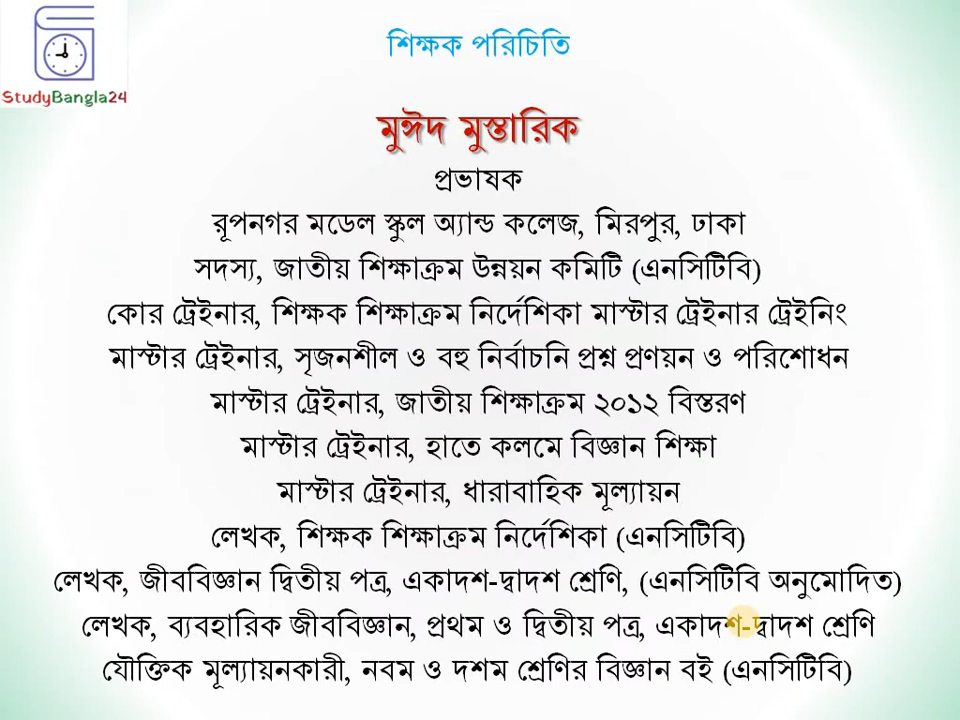 StudyBangla24
শিক্ষক পরিচিতি
মুঈদ মুস্তারিক
প্রভাষক
রূপনগর মডেল স্কুল অ্যান্ড কলেজ, মিরপুর, ঢাকা
সদস্য, জাতীয় শিক্ষাক্রম উন্নয়ন কমিটি (এনসিটিবি)
কোর ট্রেইনার, শিক্ষক শিক্ষাক্রম নির্দেশিকা মাস্টার ট্রেইনার ট্রেইনিং
মাস্টার ট্রেইনার, সৃজনশীল ও বহু নির্বাচনি প্রশ্ন প্রণয়ন ও পরিশোধন
মাস্টার ট্রেইনার, জাতীয় শিক্ষাক্রম ২০১২ বিস্তরণ
মাস্টার ট্রেইনার, হাতে কলমে বিজ্ঞান শিক্ষা
মাস্টার ট্রেইনার, ধারাবাহিক মূল্যায়ন
লেখক, শিক্ষক শিক্ষাক্রম নির্দেশিকা (এনসিটিবি)
লেখক, জীববিজ্ঞান দ্বিতীয় পত্র, একাদশ-দ্বাদশ শ্রেণি, (এনসিটিবি অনুমোদিত)
লেখক, ব্যবহারিক জীববিজ্ঞান, প্রথম ও দ্বিতীয় পত্র, একাদশ-দ্বাদশ শ্রেণি
যৌক্তিক মূল্যায়নকারী, নবম ও দশম শ্রেণির বিজ্ঞান বই (এনসিটিবি)